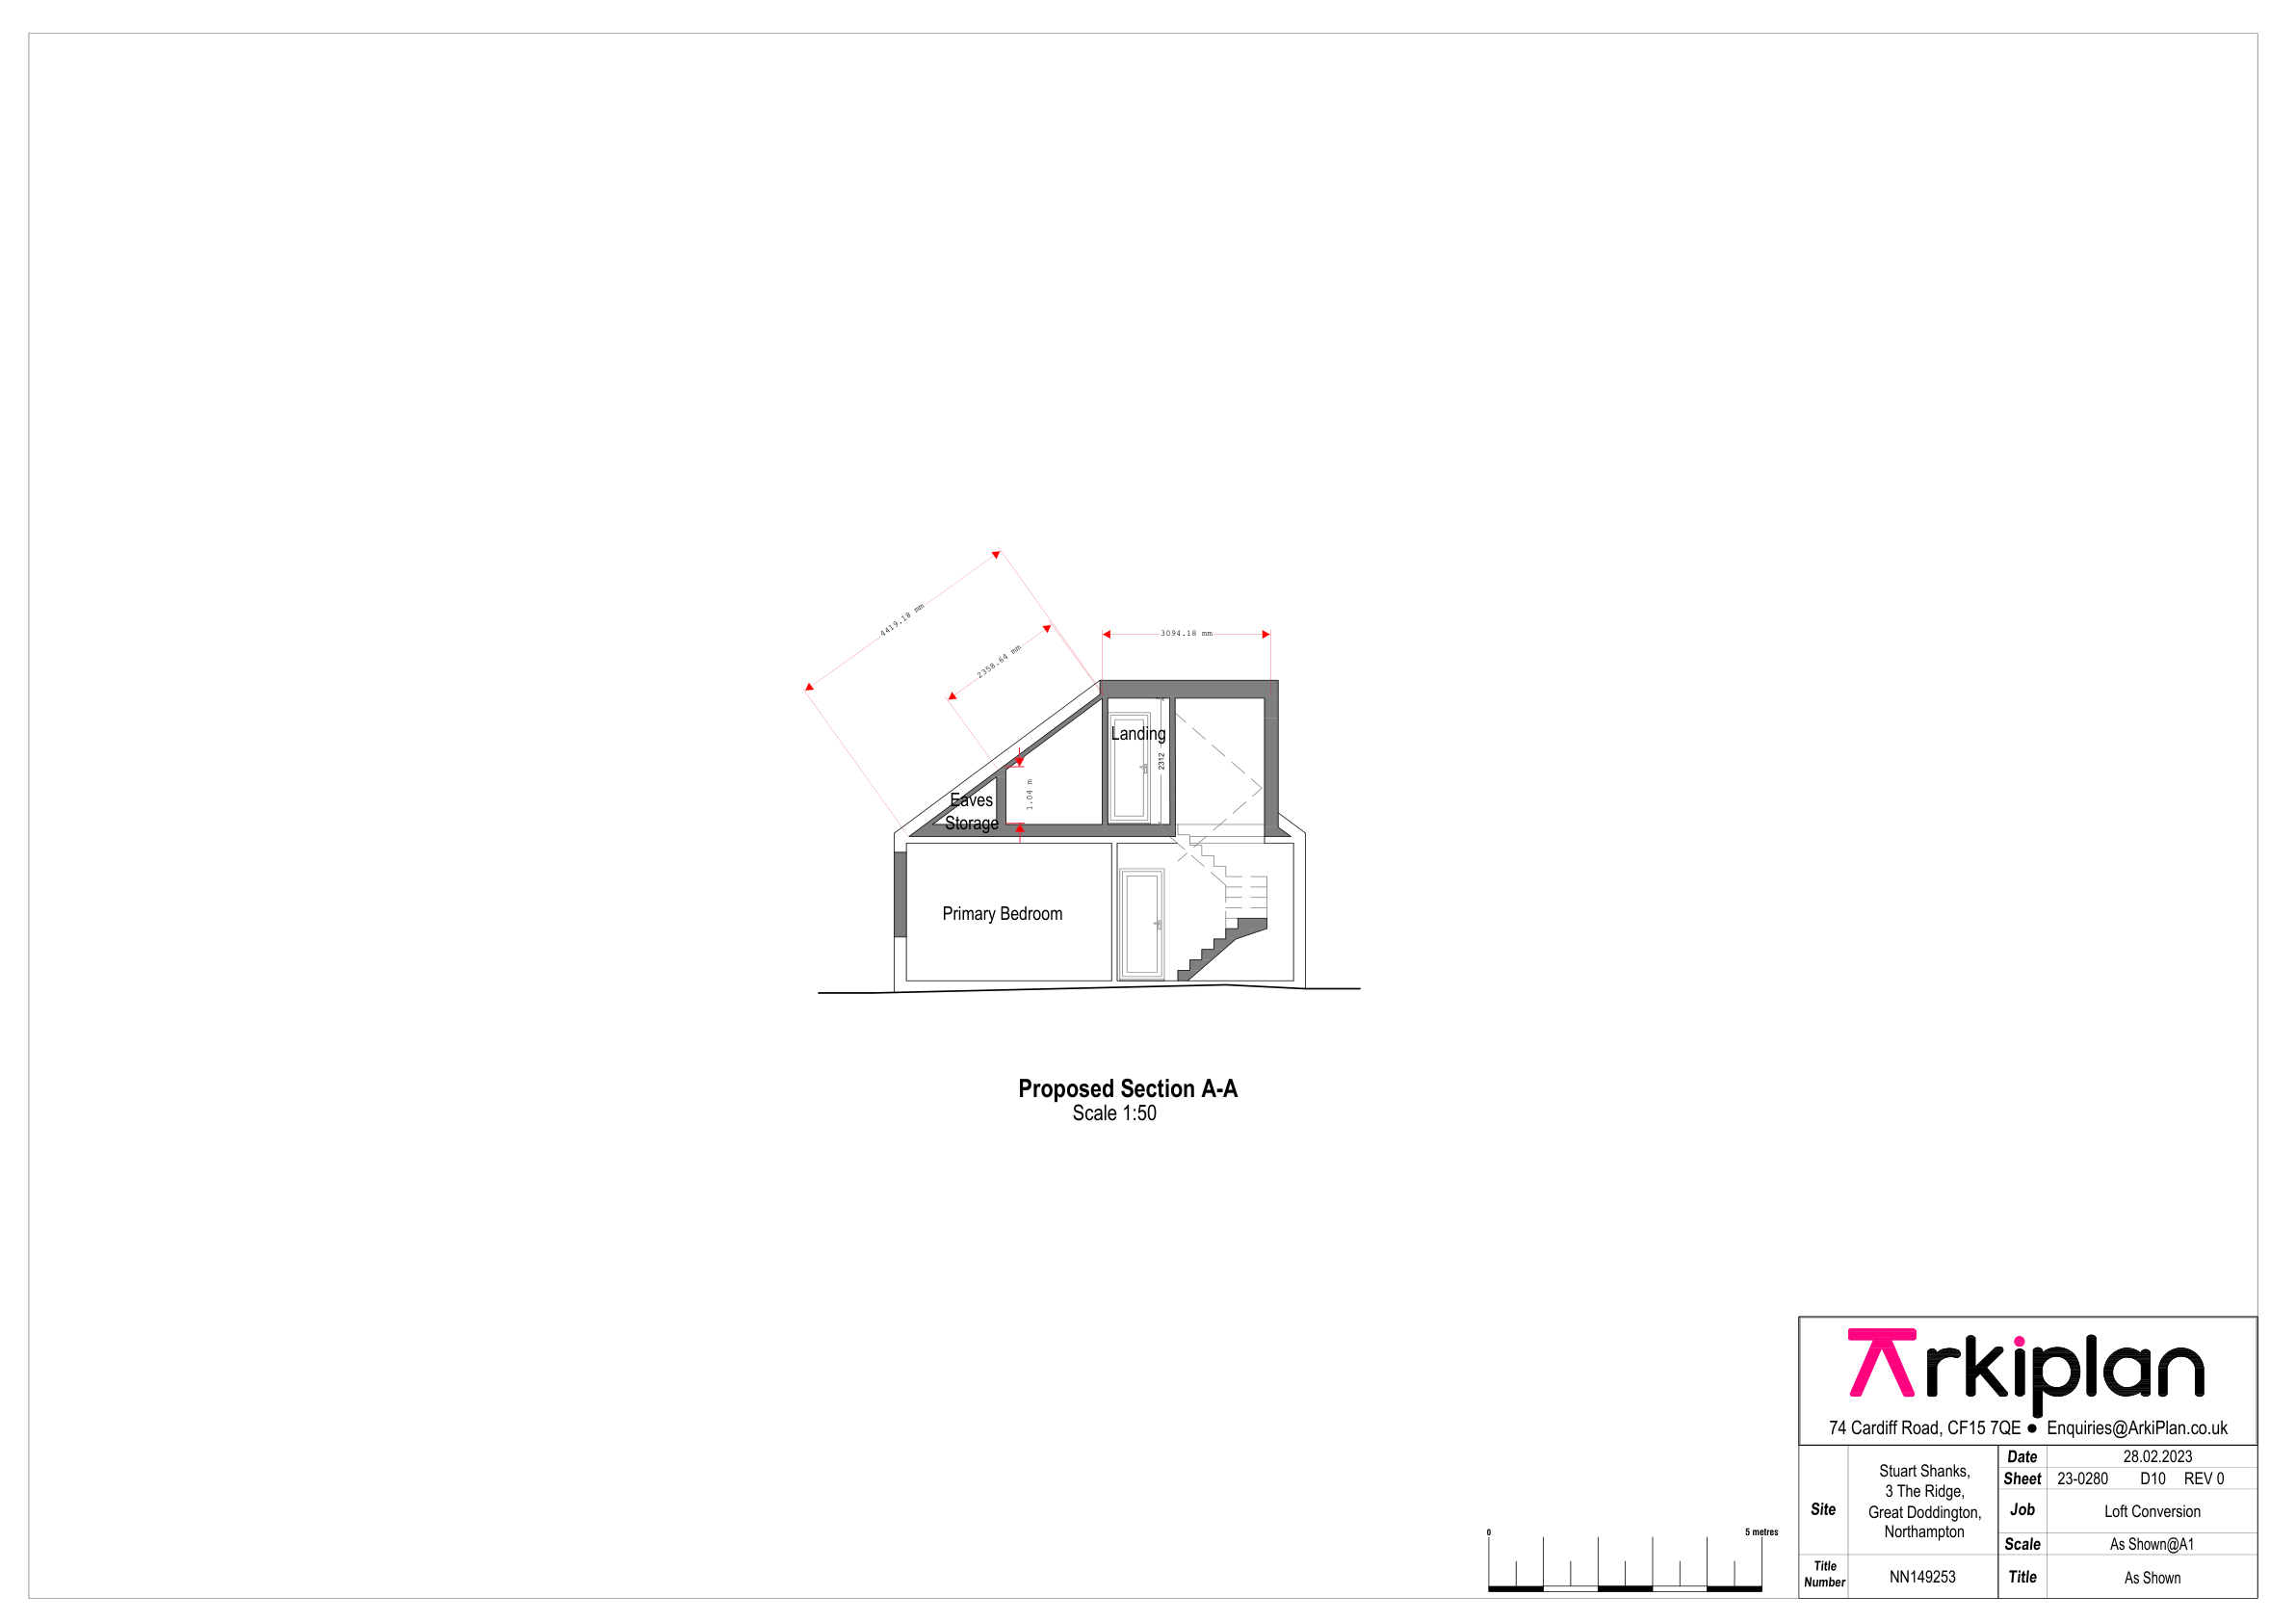 4419.18 mm
2358.64 mm
3094.18 mm
Landing
2312
1.04 m
Eaves
Storage
Primary Bedroom
Proposed Section A-A
Scale 1:50
0
5 metres
Arkiplan
74 Cardiff Road, CF15 7QE ● Enquiries@ArkiPlan.co.uk
Site
Stuart Shanks,
3 The Ridge,
Great Doddington,
Northampton
Title
Number
NN149253
Date 28.02.2023
Sheet 23-0280 D10 REV 0
Job Loft Conversion
Scale As Shown@A1
Title As Shown